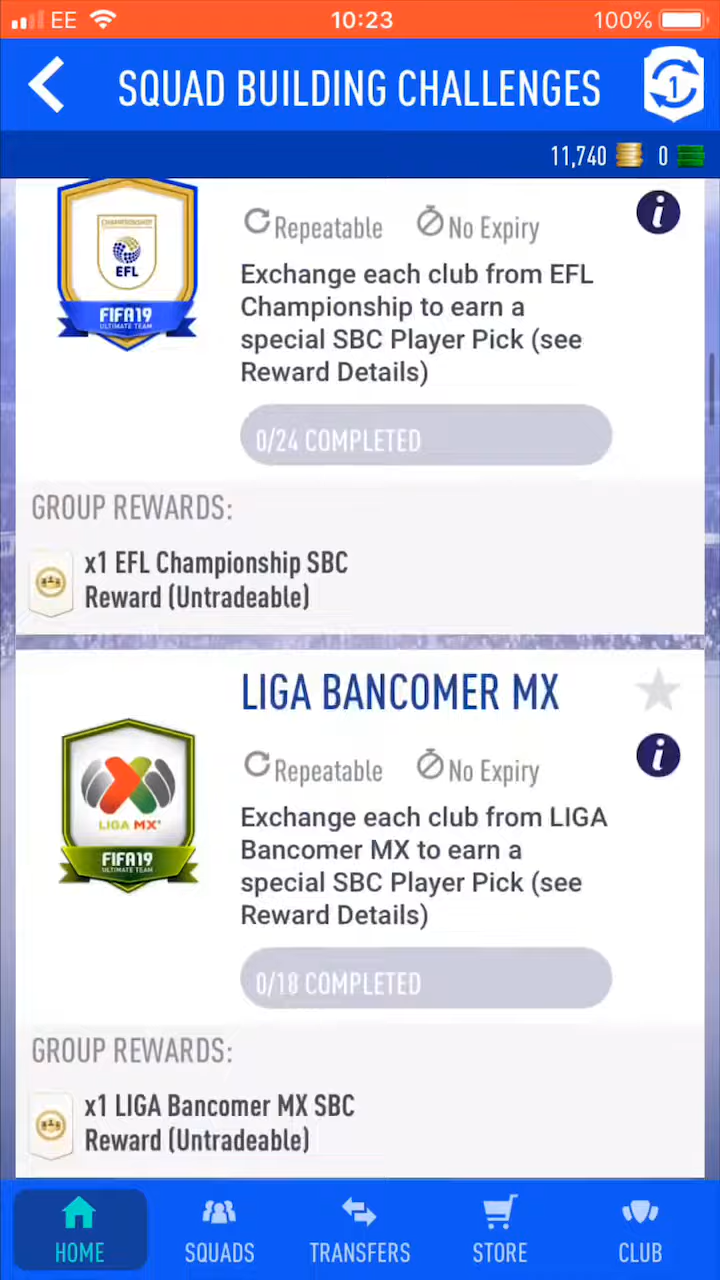 EE 10:23 100%
SQUAD BUILDING CHALLENGES
1
11,740 0
CHAMPIONSHIP
EFL
FIFA19
ULTIMATE TEAM
Repeatable No Expiry
i
Exchange each club from EFL
Championship to earn a
special SBC Player Pick (see
Reward Details)
0/24 COMPLETED
GROUP REWARDS:
x1 EFL Championship SBC
Reward (Untradeable)
LIGA BANCOMER MX
LIGA MX
FIFA19
ULTIMATE TEAM
Repeatable No Expiry
i
Exchange each club from LIGA
Bancomer MX to earn a
special SBC Player Pick (see
Reward Details)
0/18 COMPLETED
GROUP REWARDS:
x1 LIGA Bancomer MX SBC
Reward (Untradeable)
HOME SQUADS TRANSFERS STORE CLUB